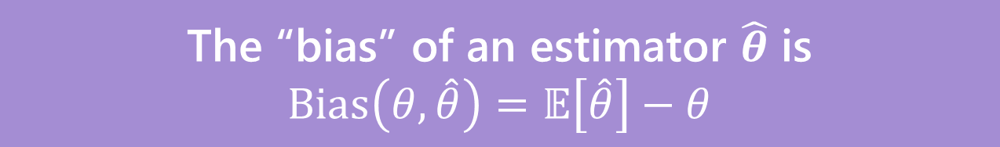 The “bias” of an estimator θ̂ is
Bias(θ, θ̂) = 𝔼[θ̂] − θ